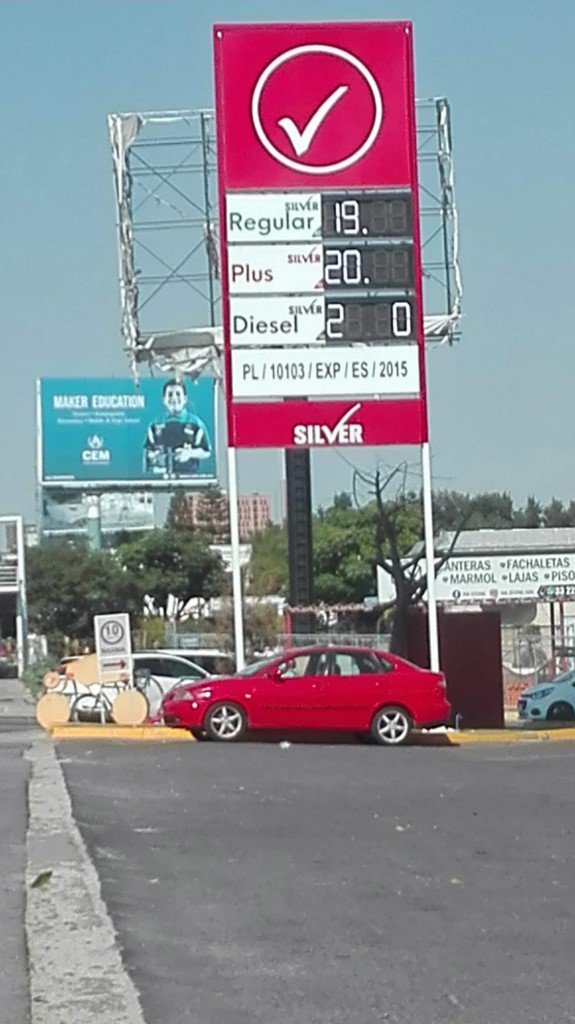 SILVER
Regular 19.
SILVER
Plus 20.
SILVER
Diesel 2 0
PL / 10103 / EXP / ES / 2015
SILVER
MAKER EDUCATION
CEM
10
CANTERAS • FACHALETAS
• MARMOL • LAJAS • PISO